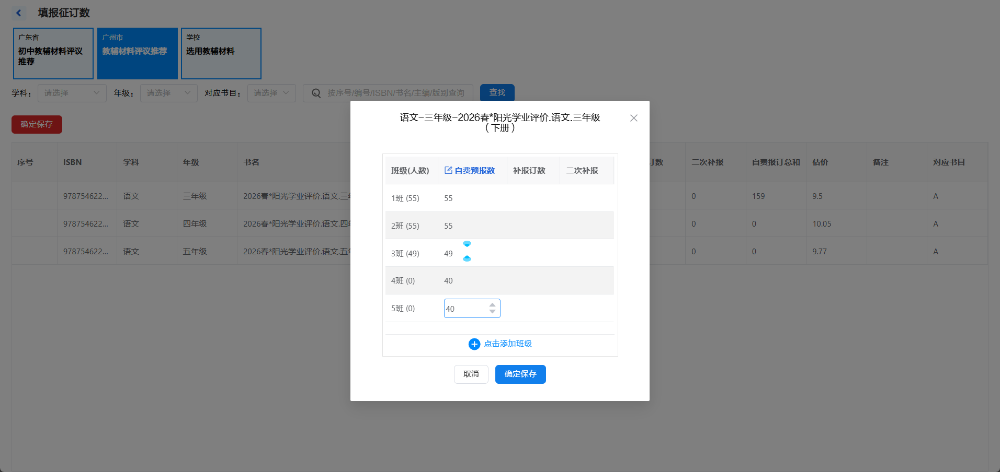 填报征订数
广东省
初中教辅材料评议
推荐
广州市
教辅材料评议推荐
学校
选用教辅材料
学科： 请选择 年级： 请选择 对应书目： 请选择 按序号/编号/ISBN/书名/主编/版别查询 查找
确定保存
序号 ISBN 学科 年级 书名 订数 二次补报 自费报订总和 估价 备注 对应书目
978754622... 语文 三年级 2026春*阳光学业评价.语文.三年 0 159 9.5 A
978754622... 语文 四年级 2026春*阳光学业评价.语文.四年 0 0 10.05 A
978754622... 语文 五年级 2026春*阳光学业评价.语文.五年 0 0 9.77 A
语文-三年级-2026春*阳光学业评价.语文.三年级
（下册）
班级(人数) 自费预报数 补报订数 二次补报
1班 (55) 55
2班 (55) 55
3班 (49) 49
4班 (0) 40
5班 (0) 40
点击添加班级
取消 确定保存